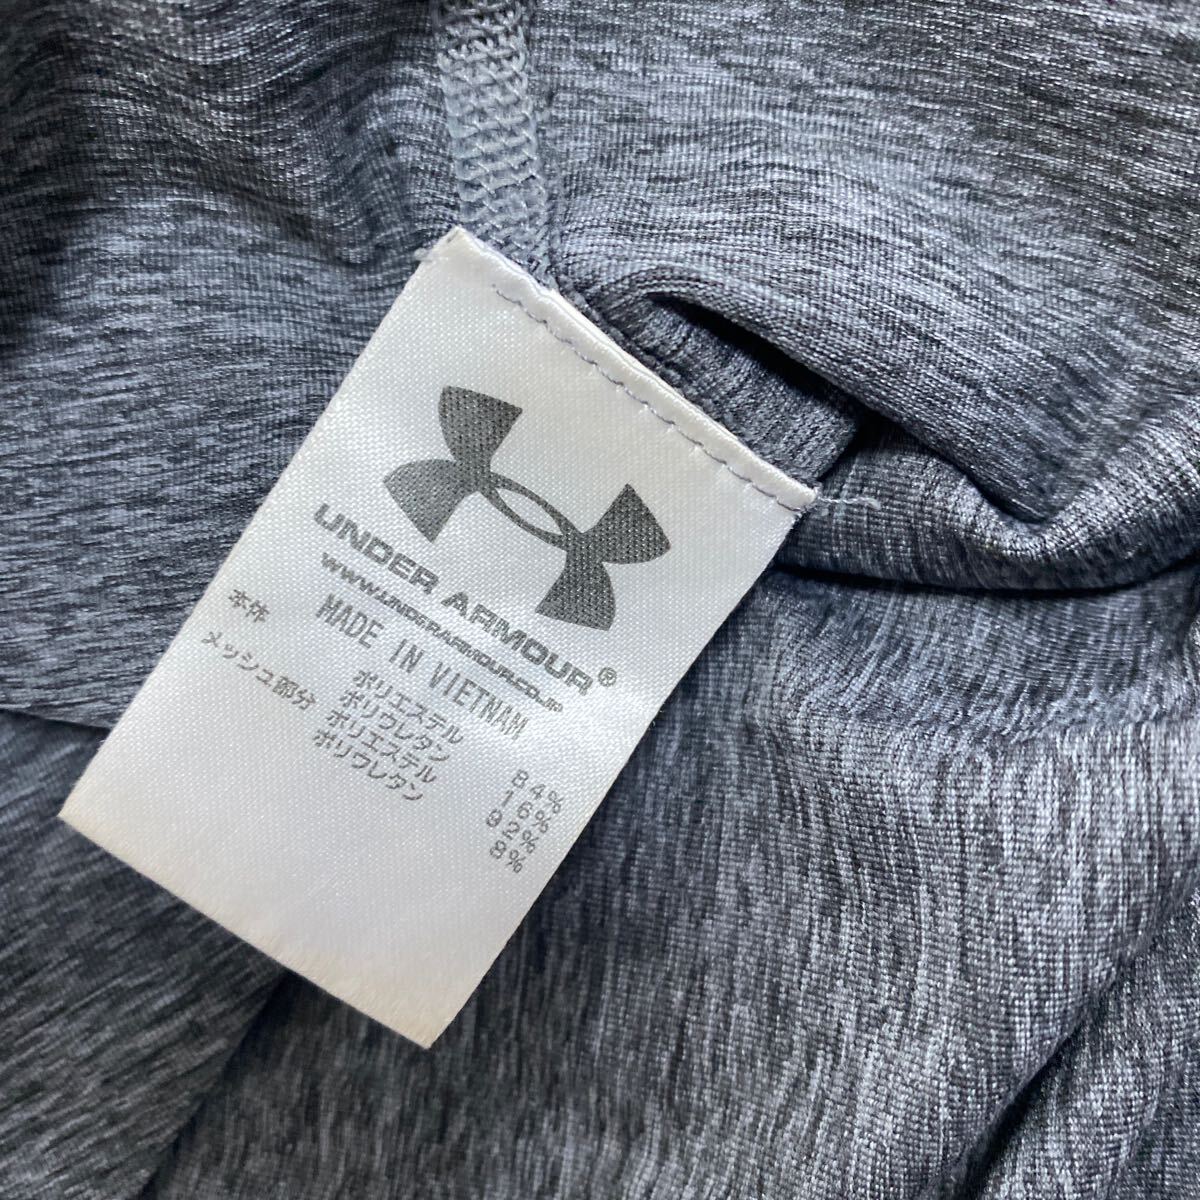 UNDER ARMOUR®
WWW.UNDERARMOUR.CO.JP
MADE IN VIETNAM
本体 ポリエステル 84%
ポリウレタン 16%
メッシュ部分 ポリエステル 92%
ポリウレタン 8%